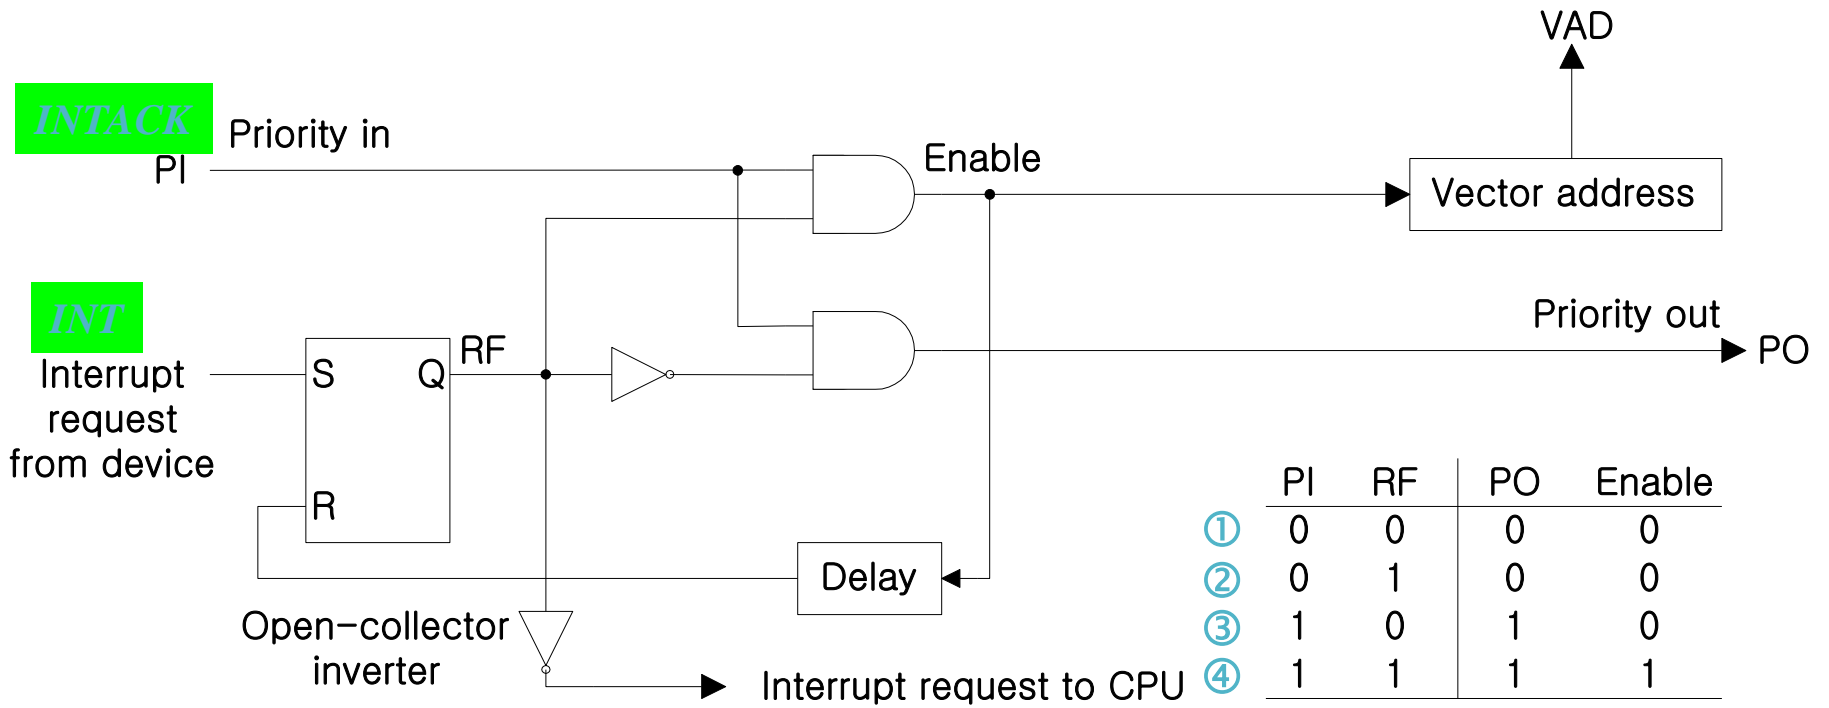 VAD
INTACK
Priority in
PI
Enable
Vector address
INT
Priority out
PO
Interrupt
request
from device
S
Q
RF
R
Delay
Open-collector
inverter
Interrupt request to CPU
PI RF PO Enable
① 0 0 0 0
② 0 1 0 0
③ 1 0 1 0
④ 1 1 1 1